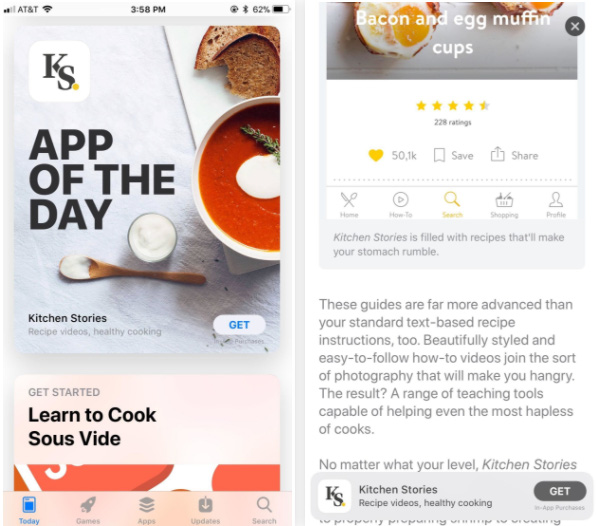 AT&T
3:58 PM
62%
KS
APP
OF THE
DAY
Kitchen Stories
Recipe videos, healthy cooking
GET
In-App Purchases
GET STARTED
Learn to Cook
Sous Vide
Today
Games
Apps
Updates
Search
Bacon and egg muffin
cups
228 ratings
50,1k
Save
Share
Home
How-To
Search
Shopping
Profile
Kitchen Stories is filled with recipes that'll make
your stomach rumble.
These guides are far more advanced than
your standard text-based recipe
instructions, too. Beautifully styled and
easy-to-follow how-to videos join the sort
of photography that will make you hangry.
The result? A range of teaching tools
capable of helping even the most hapless
of cooks.
No matter what your level, Kitchen Stories
KS
Kitchen Stories
Recipe videos, healthy cooking
GET
In-App Purchases
to properly preparing shrimp to creating